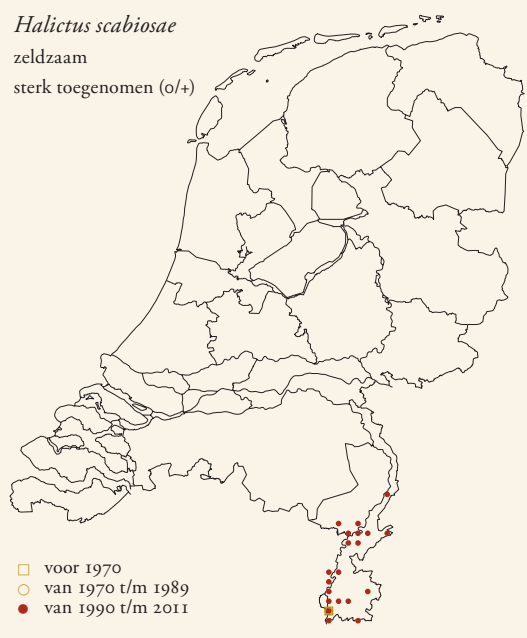 Halictus scabiosae
zeldzaam
sterk toegenomen (0/+)
voor 1970
van 1970 t/m 1989
van 1990 t/m 2011